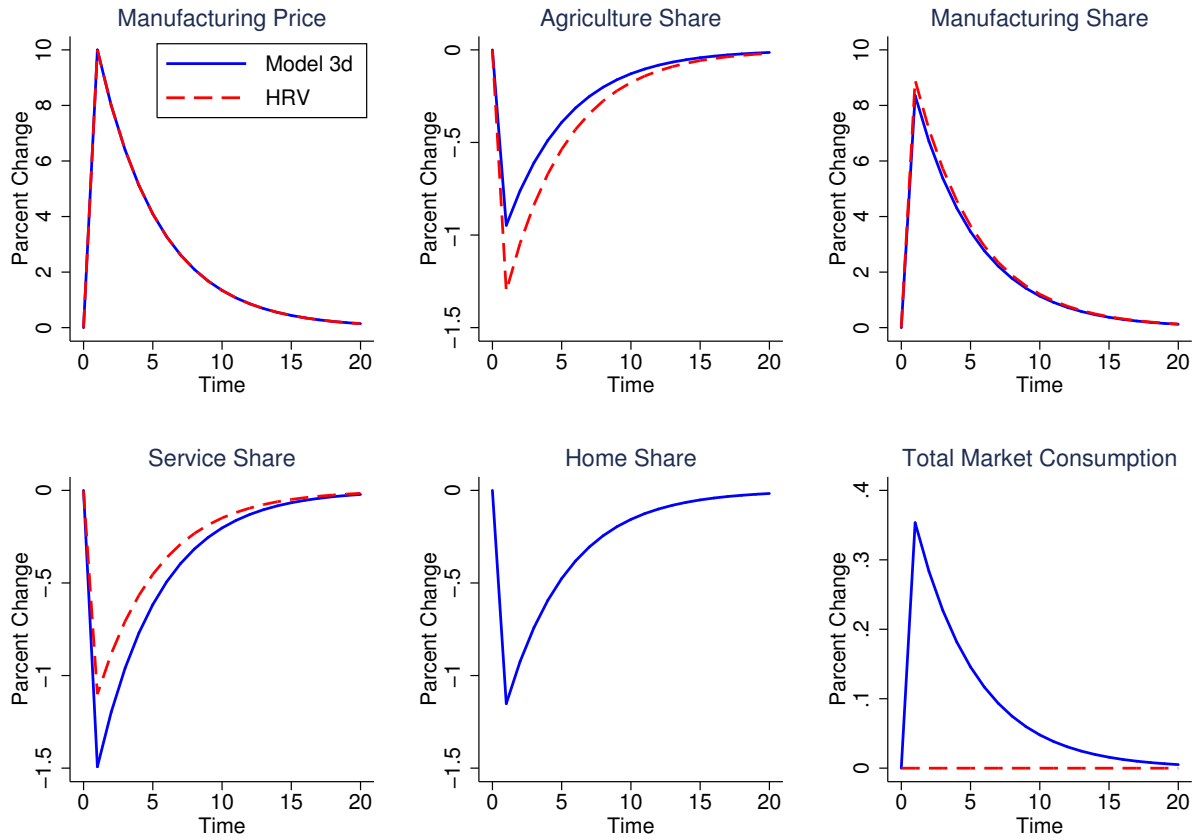 Manufacturing Price
Agriculture Share
Manufacturing Share
Parcent Change
0
2
4
6
8
10
0
5
10
15
20
Time
Model 3d
HRV
Parcent Change
−1.5
−1
−.5
0
0
5
10
15
20
Time
Parcent Change
0
2
4
6
8
10
0
5
10
15
20
Time
Service Share
Home Share
Total Market Consumption
Parcent Change
−1.5
−1
−.5
0
0
5
10
15
20
Time
Parcent Change
−1.5
−1
−.5
0
0
5
10
15
20
Time
Parcent Change
0
.1
.2
.3
.4
0
5
10
15
20
Time